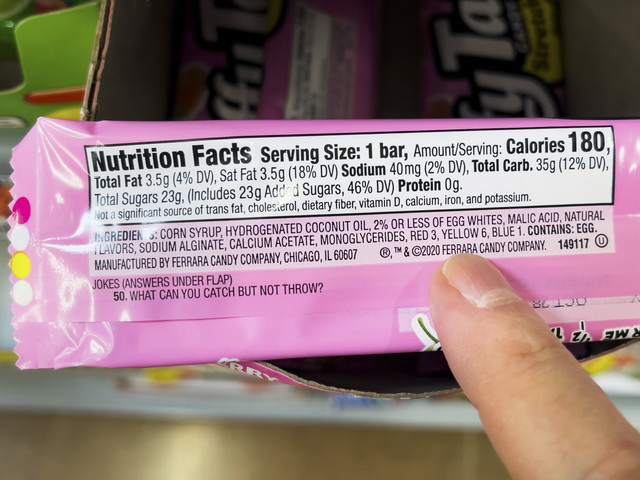 Nutrition Facts Serving Size: 1 bar, Amount/Serving: Calories 180,
Total Fat 3.5g (4% DV), Sat Fat 3.5g (18% DV) Sodium 40mg (2% DV), Total Carb. 35g (12% DV),
Total Sugars 23g, (Includes 23g Added Sugars, 46% DV) Protein 0g.
Not a significant source of trans fat, cholesterol, dietary fiber, vitamin D, calcium, iron, and potassium.
INGREDIENTS: CORN SYRUP, HYDROGENATED COCONUT OIL, 2% OR LESS OF EGG WHITES, MALIC ACID, NATURAL
FLAVORS, SODIUM ALGINATE, CALCIUM ACETATE, MONOGLYCERIDES, RED 3, YELLOW 6, BLUE 1. CONTAINS: EGG.
MANUFACTURED BY FERRARA CANDY COMPANY, CHICAGO, IL 60607 ®, ™ & ©2020 FERRARA CANDY COMPANY. 149117 U
JOKES (ANSWERS UNDER FLAP)
50. WHAT CAN YOU CATCH BUT NOT THROW?